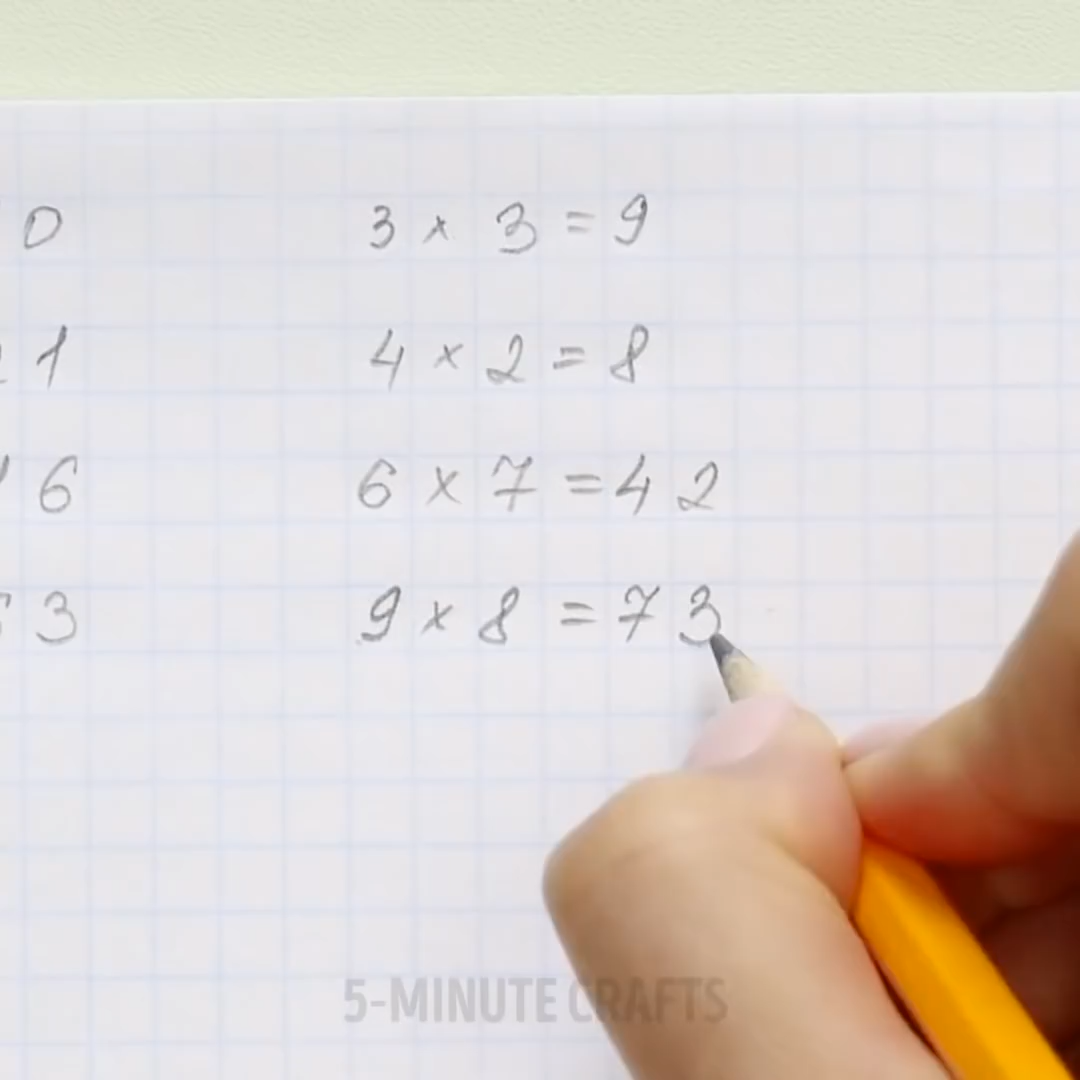 0 3 × 3 = 9
1 4 × 2 = 8
6 6 × 7 = 42
3 9 × 8 = 73
5-MINUTE CRAFTS